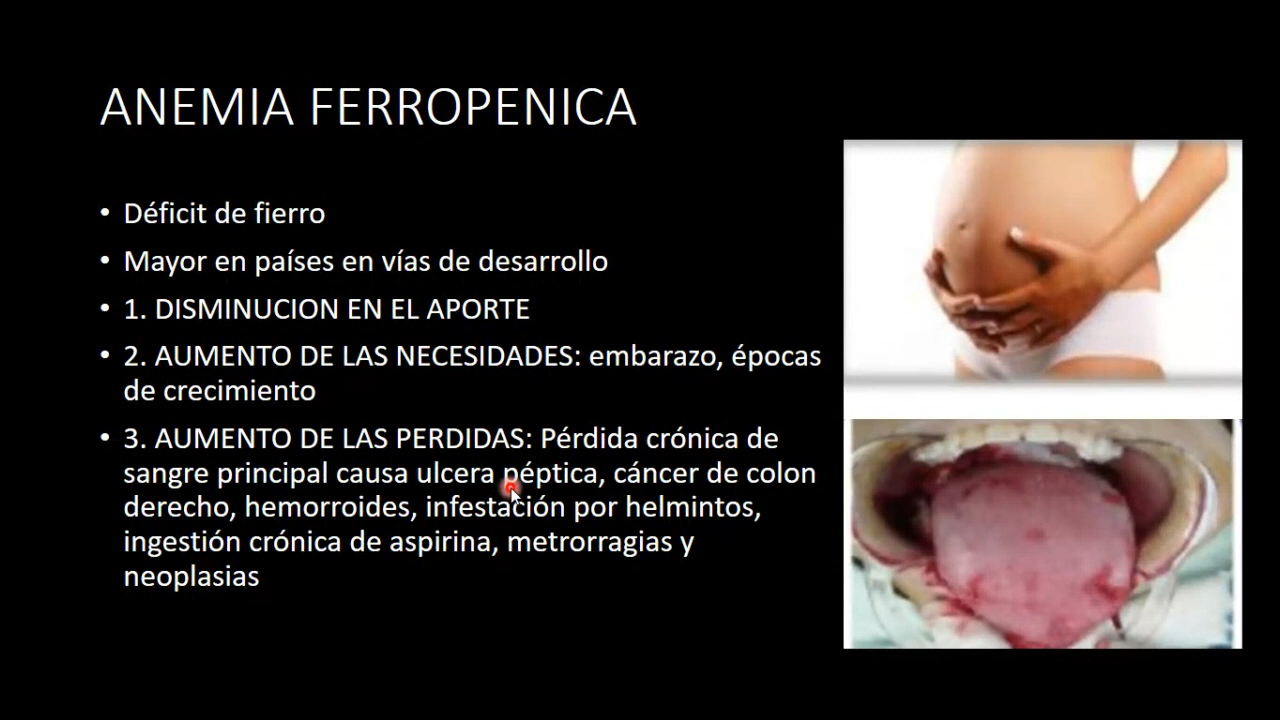 ANEMIA FERROPENICA
• Déficit de fierro
• Mayor en países en vías de desarrollo
• 1. DISMINUCION EN EL APORTE
• 2. AUMENTO DE LAS NECESIDADES: embarazo, épocas
de crecimiento
• 3. AUMENTO DE LAS PERDIDAS: Pérdida crónica de
sangre principal causa ulcera péptica, cáncer de colon
derecho, hemorroides, infestación por helmintos,
ingestión crónica de aspirina, metrorragias y
neoplasias